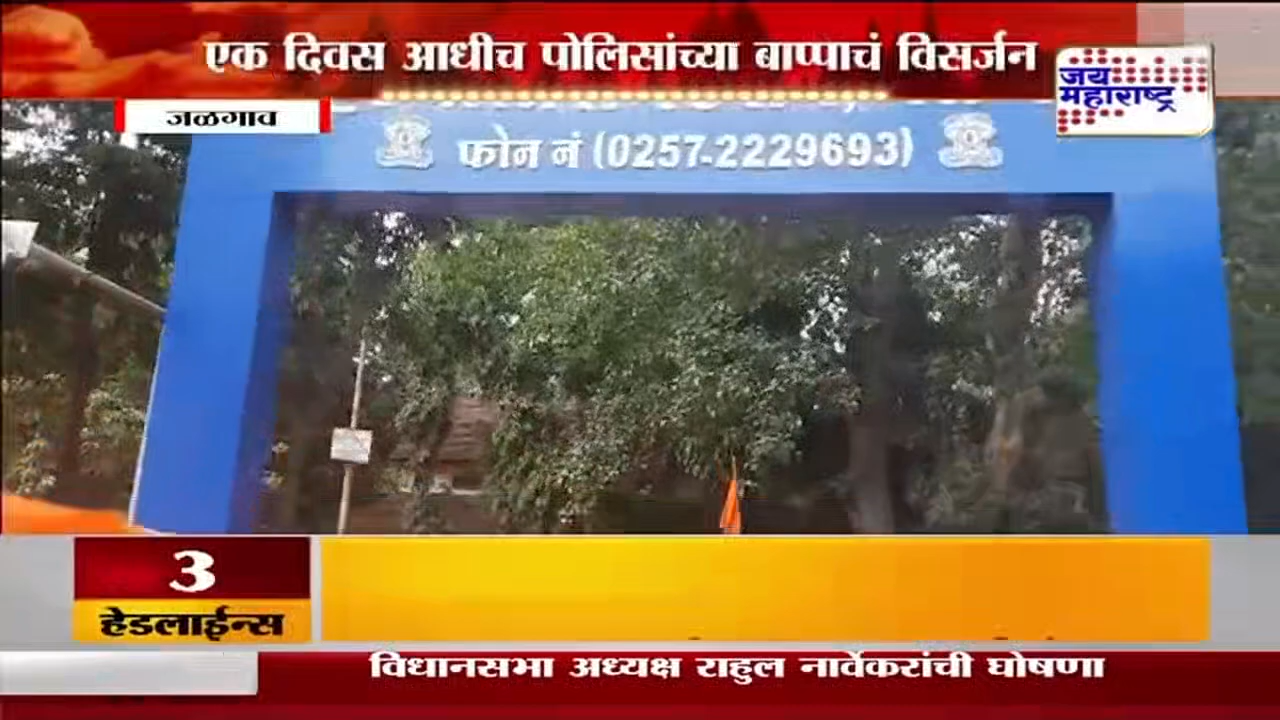 एक दिवस आधीच पोलिसांच्या बाप्पाचं विसर्जन
जय
महाराष्ट्र
जळगाव
फोन नं (0257-2229693)
3
हेडलाईन्स
विधानसभा अध्यक्ष राहुल नार्वेकरांची घोषणा